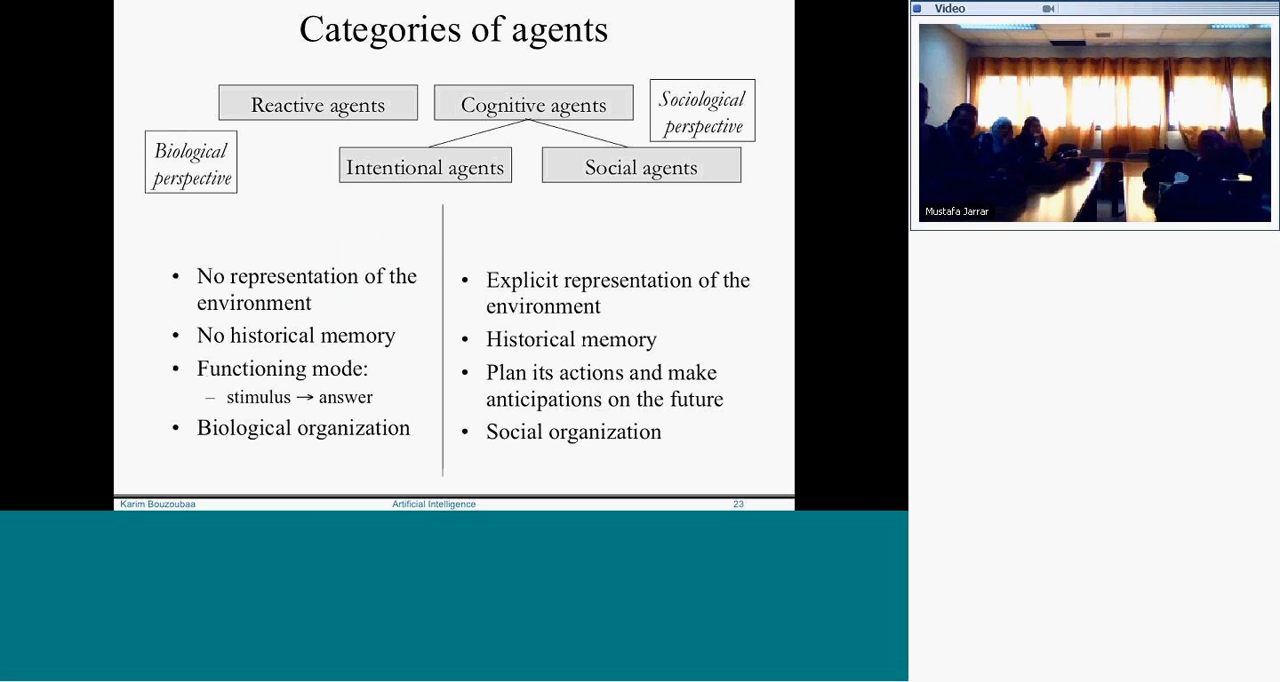 Categories of agents
Reactive agents
Cognitive agents
Sociological
perspective
Biological
perspective
Intentional agents
Social agents
• No representation of the
environment
• No historical memory
• Functioning mode:
– stimulus → answer
• Biological organization
• Explicit representation of the
environment
• Historical memory
• Plan its actions and make
anticipations on the future
• Social organization
Karim Bouzoubaa
Artificial Intelligence
23
Video
Mustafa Jarrar